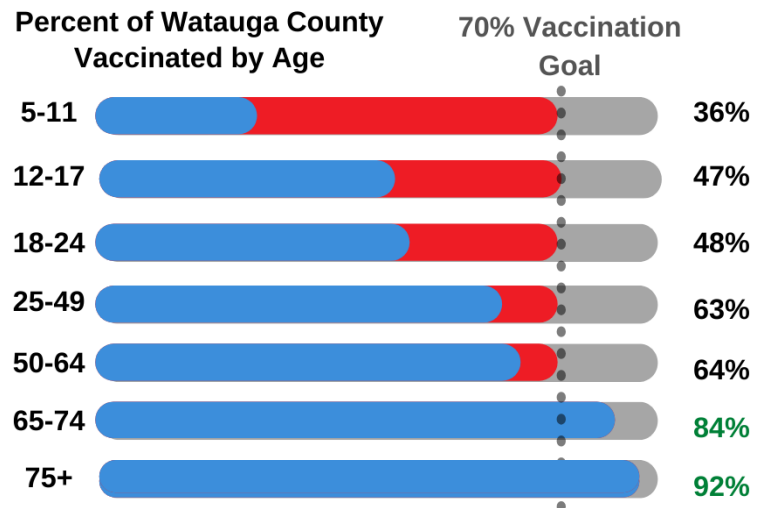 Percent of Watauga County
Vaccinated by Age
70% Vaccination
Goal
5-11 36%
12-17 47%
18-24 48%
25-49 63%
50-64 64%
65-74 84%
75+ 92%